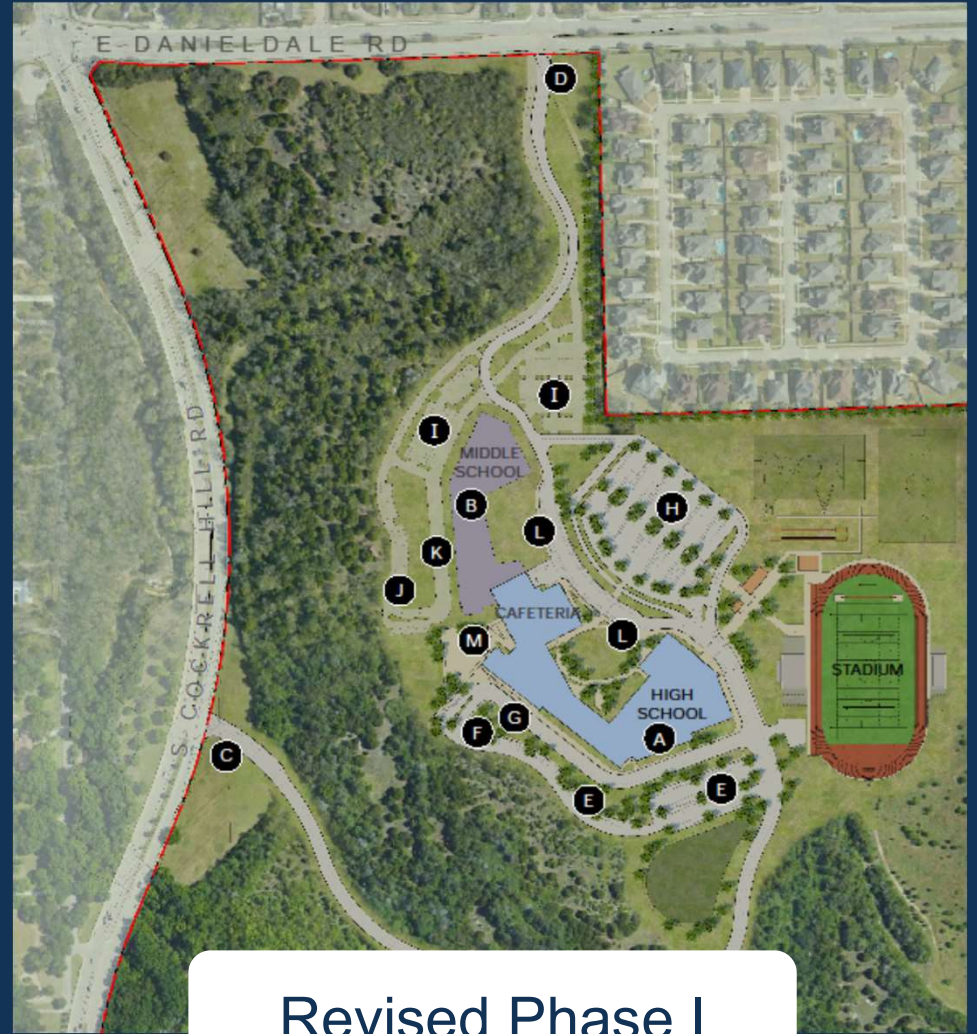 E DANIELDALE RD
D
I
I
MIDDLE
SCHOOL
B
H
L
K
J
CAFETERIA
L
M
STADIUM
HIGH
SCHOOL
G
F
A
S. COCKRELL HILL RD
C
E
E
Revised Phase I